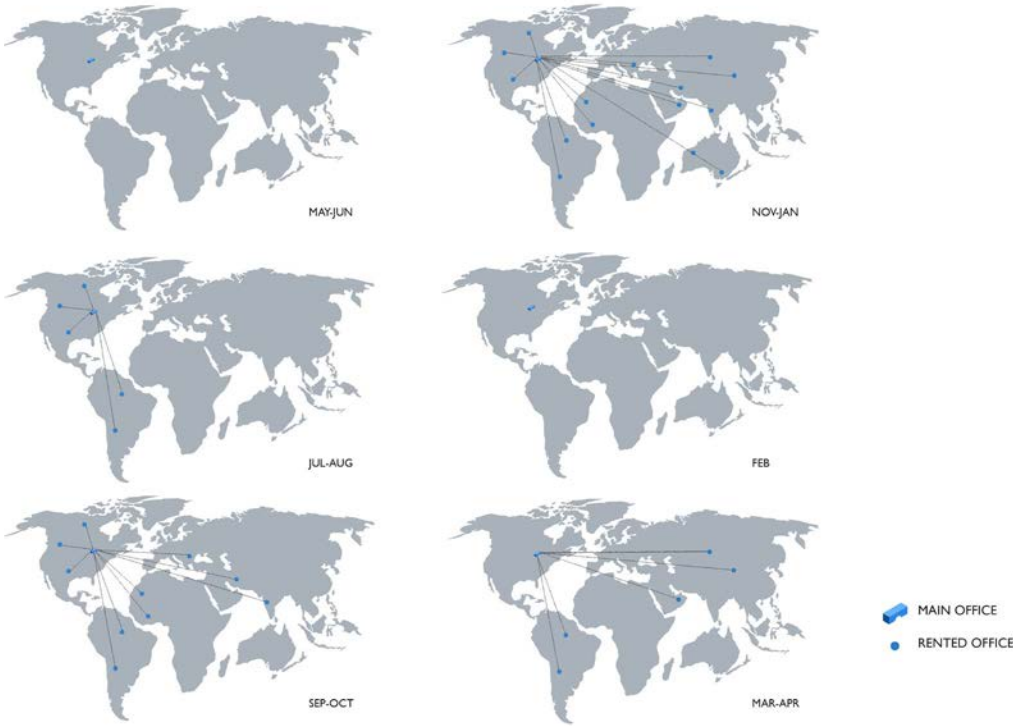 MAY-JUN
NOV-JAN
JUL-AUG
FEB
SEP-OCT
MAR-APR
MAIN OFFICE
RENTED OFFICE